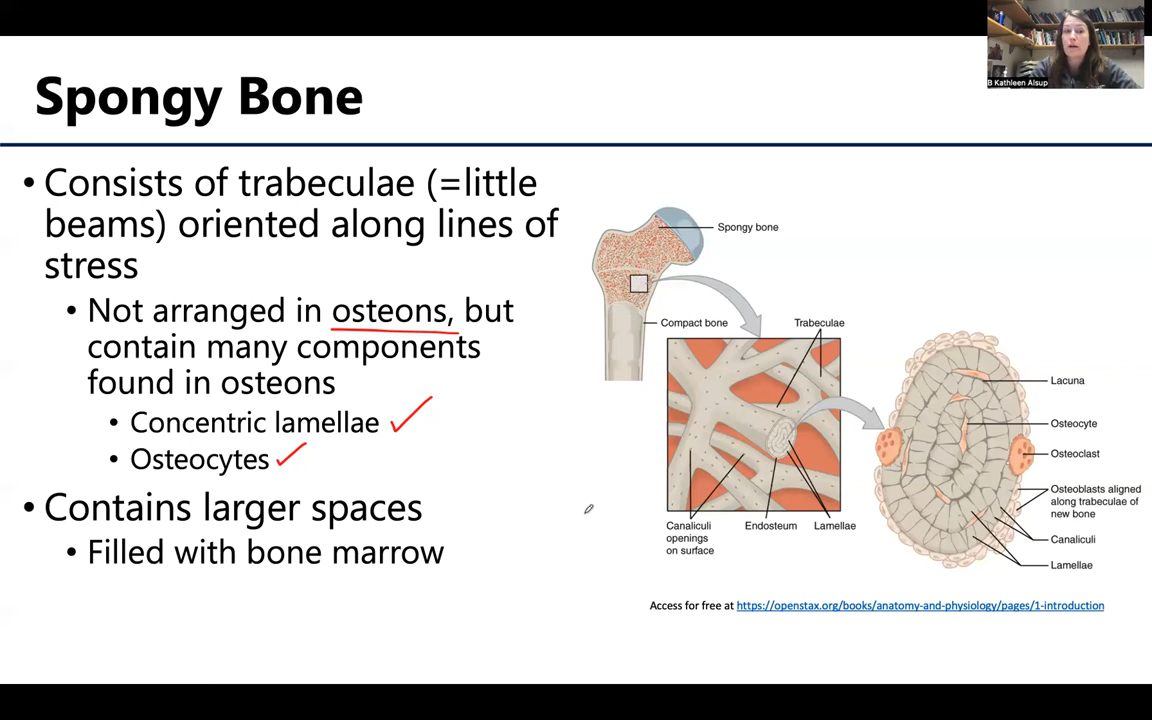 B Kathleen Alsup
Spongy Bone
• Consists of trabeculae (=little
beams) oriented along lines of
stress
• Not arranged in osteons, but
contain many components
found in osteons
• Concentric lamellae
• Osteocytes
• Contains larger spaces
• Filled with bone marrow
Spongy bone
Compact bone
Trabeculae
Canaliculi
openings
on surface
Endosteum
Lamellae
Lacuna
Osteocyte
Osteoclast
Osteoblasts aligned
along trabeculae of
new bone
Canaliculi
Lamellae
Access for free at https://openstax.org/books/anatomy-and-physiology/pages/1-introduction